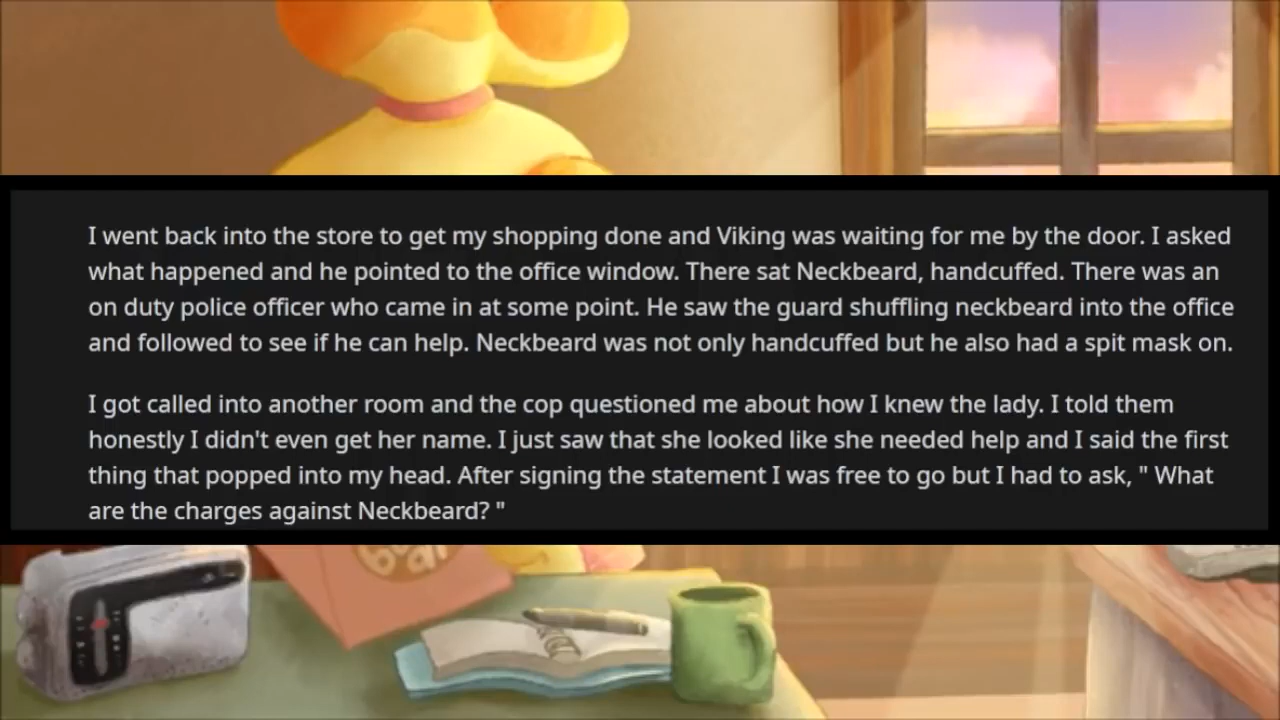 I went back into the store to get my shopping done and Viking was waiting for me by the door. I asked
what happened and he pointed to the office window. There sat Neckbeard, handcuffed. There was an
on duty police officer who came in at some point. He saw the guard shuffling neckbeard into the office
and followed to see if he can help. Neckbeard was not only handcuffed but he also had a spit mask on.
I got called into another room and the cop questioned me about how I knew the lady. I told them
honestly I didn't even get her name. I just saw that she looked like she needed help and I said the first
thing that popped into my head. After signing the statement I was free to go but I had to ask, " What
are the charges against Neckbeard? "